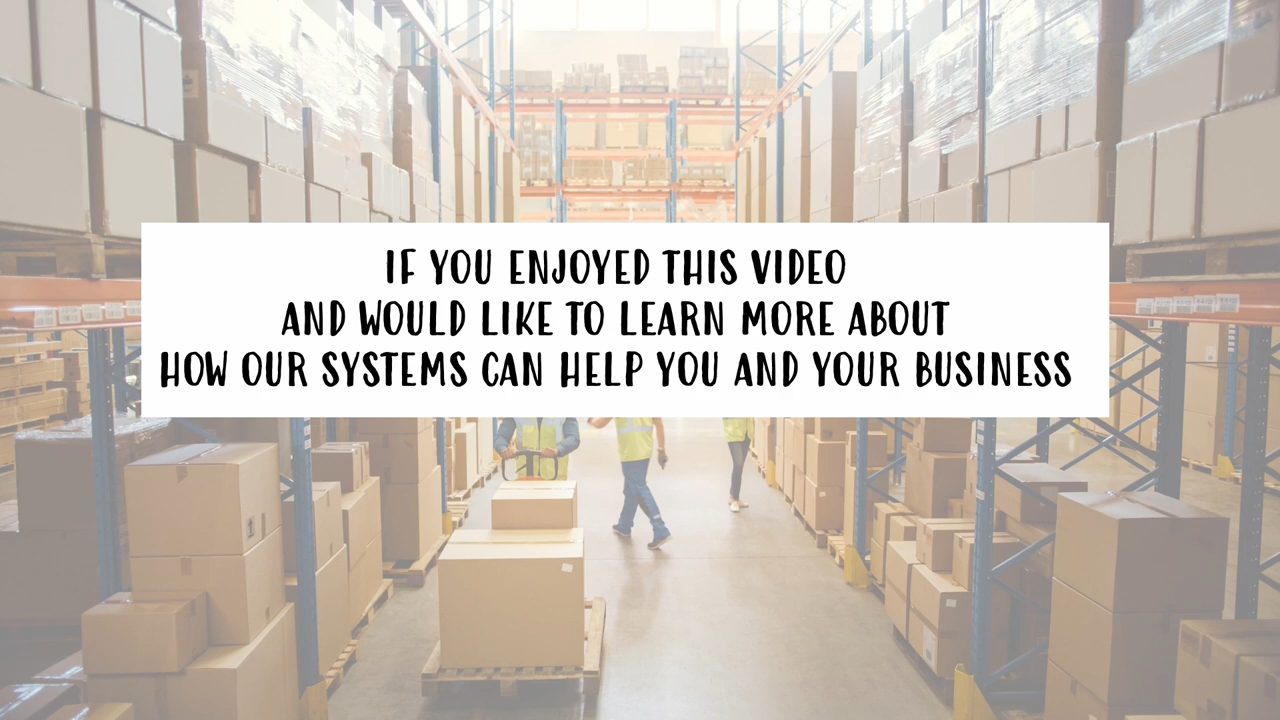 IF YOU ENJOYED THIS VIDEO
AND WOULD LIKE TO LEARN MORE ABOUT
HOW OUR SYSTEMS CAN HELP YOU AND YOUR BUSINESS